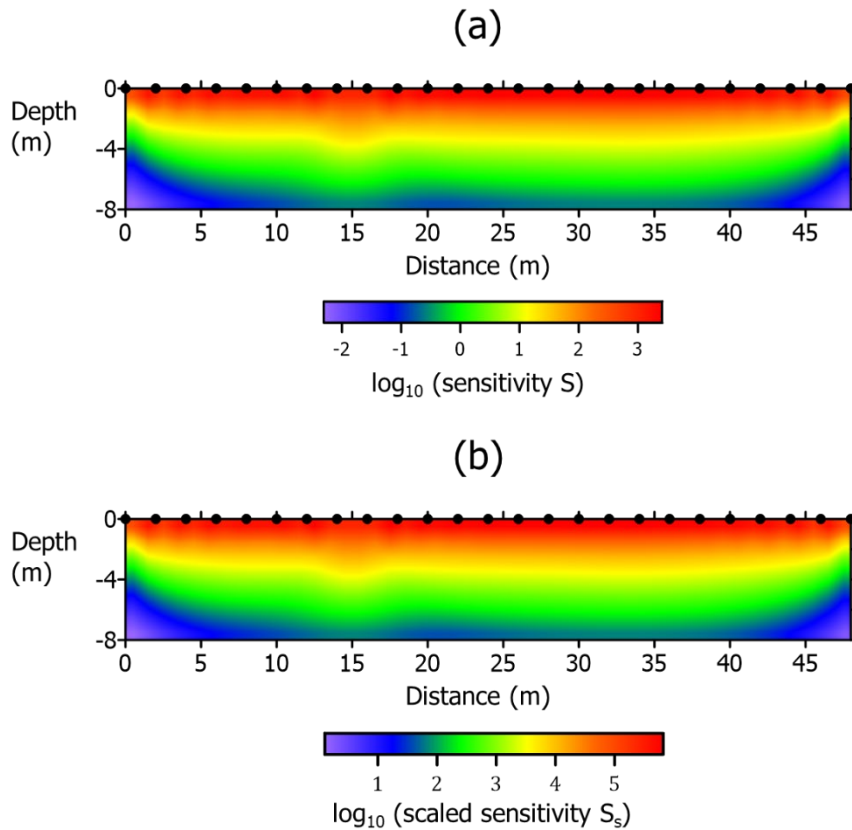 (a)
Depth
(m)
0
-4
-8
0 5 10 15 20 25 30 35 40 45
Distance (m)
-2 -1 0 1 2 3
log₁₀ (sensitivity S)
(b)
Depth
(m)
0
-4
-8
0 5 10 15 20 25 30 35 40 45
Distance (m)
1 2 3 4 5
log₁₀ (scaled sensitivity Sₛ)